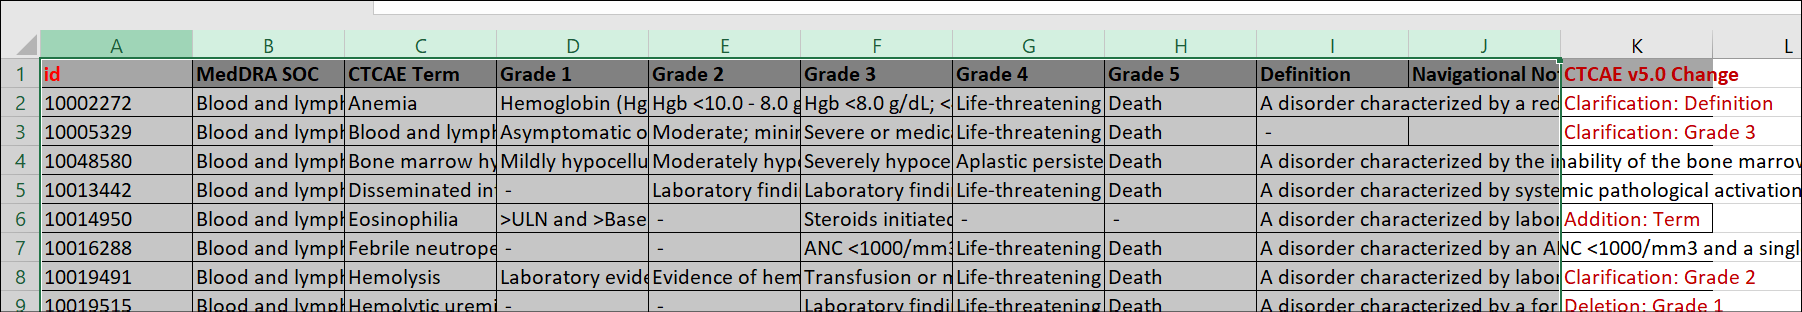 A B C D E F G H I J K L
1 id MedDRA SOC CTCAE Term Grade 1 Grade 2 Grade 3 Grade 4 Grade 5 Definition Navigational No CTCAE v5.0 Change
2 10002272 Blood and lymph Anemia Hemoglobin (Hg Hgb <10.0 - 8.0 g Hgb <8.0 g/dL; < Life-threatening Death A disorder characterized by a red Clarification: Definition
3 10005329 Blood and lymph Blood and lymph Asymptomatic o Moderate; minin Severe or medica Life-threatening Death - Clarification: Grade 3
4 10048580 Blood and lymph Bone marrow hy Mildly hypocellu Moderately hypo Severely hypoce Aplastic persiste Death A disorder characterized by the inability of the bone marrow
5 10013442 Blood and lymph Disseminated in - Laboratory findi Laboratory findi Life-threatening Death A disorder characterized by systemic pathological activation
6 10014950 Blood and lymph Eosinophilia >ULN and >Base - Steroids initiated - - A disorder characterized by labor Addition: Term
7 10016288 Blood and lymph Febrile neutrope - - ANC <1000/mm3 Life-threatening Death A disorder characterized by an ANC <1000/mm3 and a singl
8 10019491 Blood and lymph Hemolysis Laboratory evide Evidence of hem Transfusion or m Life-threatening Death A disorder characterized by labor Clarification: Grade 2
9 10019515 Blood and lymph Hemolytic uremi - - Laboratory findi Life-threatening Death A disorder characterized by a for Deletion: Grade 1